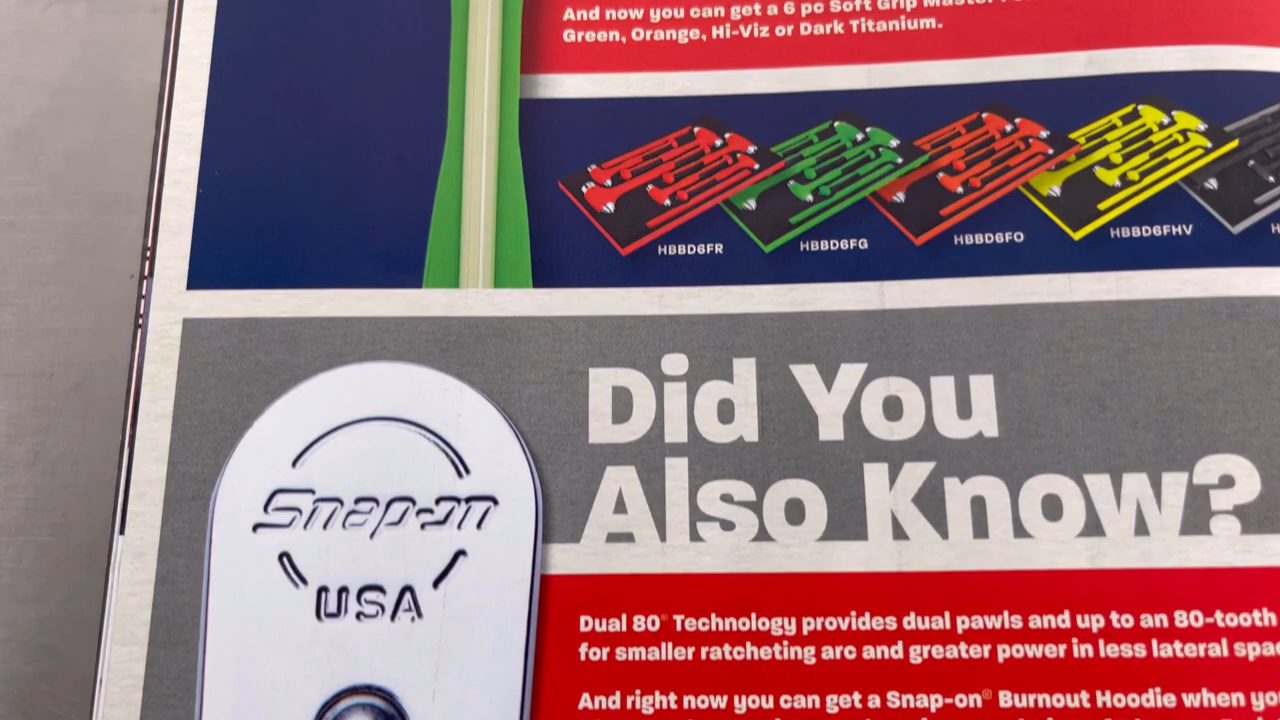 And now you can get a 6 pc Soft Grip
Green, Orange, Hi-Viz or Dark Titanium.
HBBD6FR
HBBD6FG
HBBD6FO
HBBD6FHV
Did You
Also Know?
Snap-on
USA
Dual 80® Technology provides dual pawls and up to an 80-tooth
for smaller ratcheting arc and greater power in less lateral
And right now you can get a Snap-on® Burnout Hoodie when